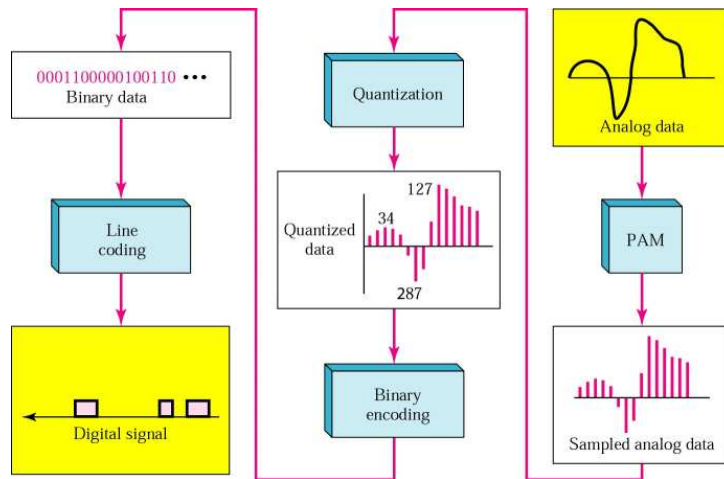 0001100000100110 •••
Binary data
Line
coding
Digital signal
Quantization
127
34
Quantized
data
287
Binary
encoding
Analog data
PAM
Sampled analog data